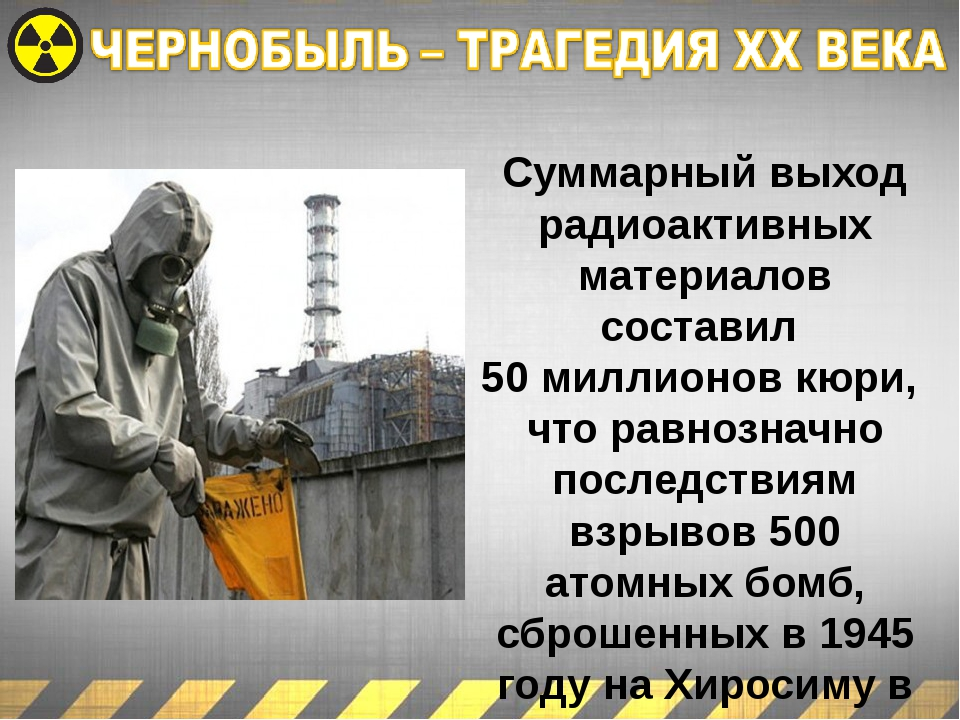 ЧЕРНОБЫЛЬ – ТРАГЕДИЯ XX ВЕКА
Суммарный выход
радиоактивных
материалов
составил
50 миллионов кюри,
что равнозначно
последствиям
взрывов 500
атомных бомб,
сброшенных в 1945
году на Хиросиму в
АЖЕНО